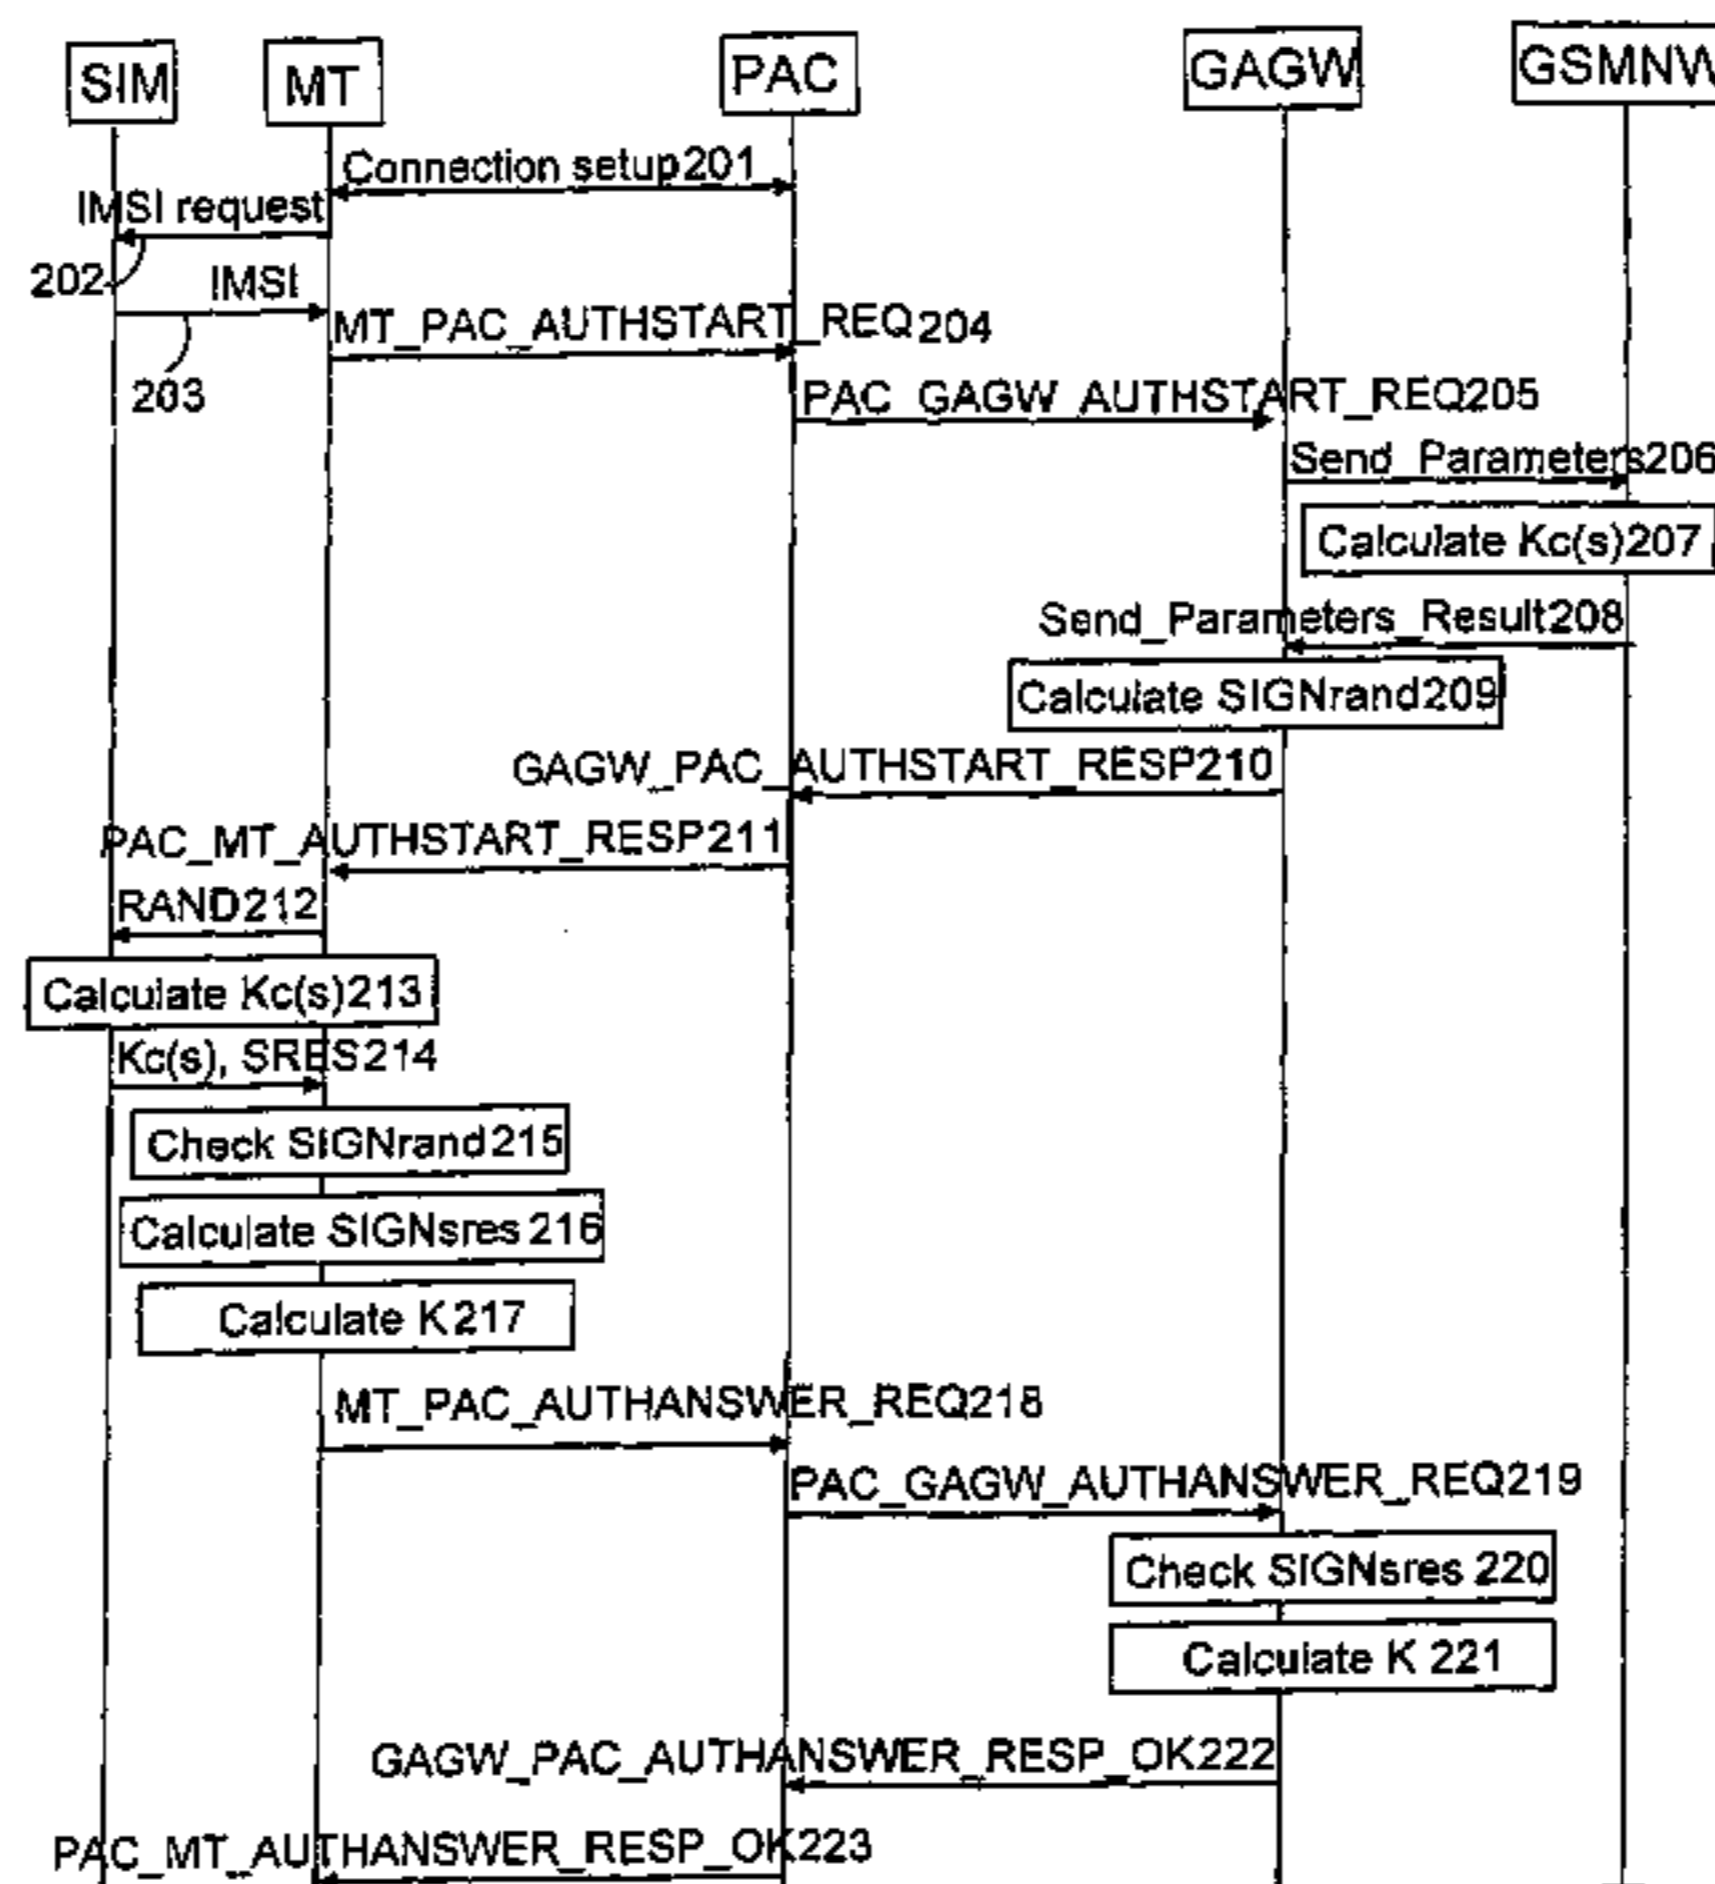 SIM
MT
PAC
GAGW
GSMNW
Connection setup201
IMSI request
202
IMSI
203
MT_PAC_AUTHSTART_REQ204
PAC_GAGW_AUTHSTART_REQ205
Send_Parameters206
Calculate Kc(s)207
Send_Parameters_Result208
Calculate SIGNrand209
GAGW_PAC_AUTHSTART_RESP210
PAC_MT_AUTHSTART_RESP211
RAND212
Calculate Kc(s)213
Kc(s), SRES214
Check SIGNrand215
Calculate SIGNsres216
Calculate K217
MT_PAC_AUTHANSWER_REQ218
PAC_GAGW_AUTHANSWER_REQ219
Check SIGNsres 220
Calculate K 221
GAGW_PAC_AUTHANSWER_RESP_OK222
PAC_MT_AUTHANSWER_RESP_OK223